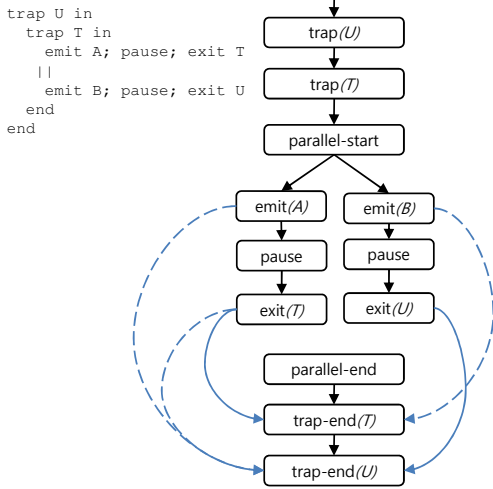 trap U in
trap T in
emit A; pause; exit T
||
emit B; pause; exit U
end
end
trap(U)
trap(T)
parallel-start
emit(A)
emit(B)
pause
pause
exit(T)
exit(U)
parallel-end
trap-end(T)
trap-end(U)